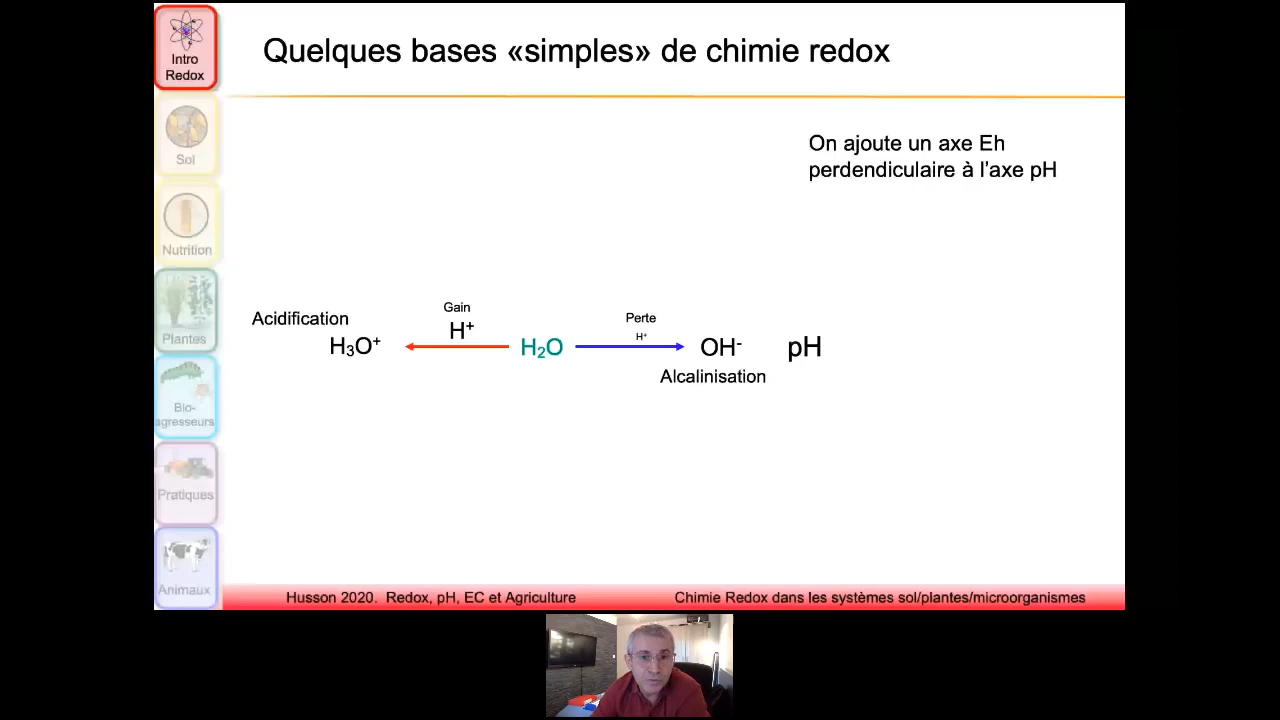 Intro
Redox
Quelques bases «simples» de chimie redox
Sol
Nutrition
Plantes
Bio-
agresseurs
Pratiques
Animaux
On ajoute un axe Eh
perdendiculaire à l’axe pH
Acidification
H₃O⁺
Gain
H⁺
H₂O
Perte
H⁺
OH⁻
pH
Alcalinisation
Husson 2020. Redox, pH, EC et Agriculture
Chimie Redox dans les systèmes sol/plantes/microorganismes